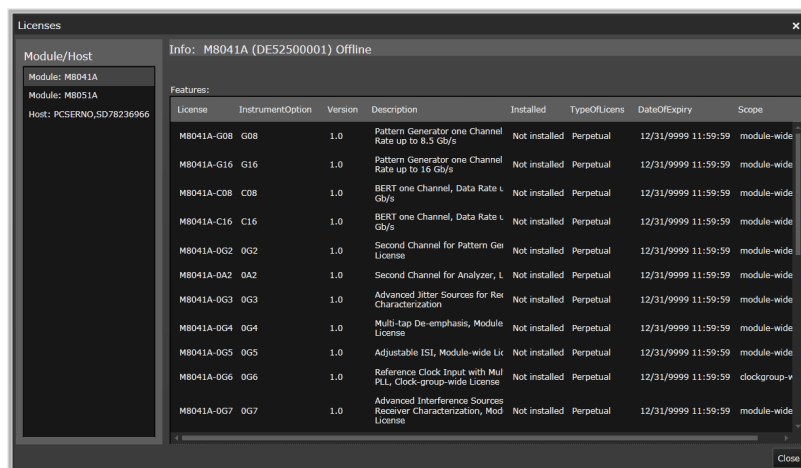 Licenses
Module/Host
Module: M8041A
Module: M8051A
Host: PCSERNO,SD78236966
Info: M8041A (DE52500001) Offline
Features:
License InstrumentOption Version Description Installed TypeOfLicens DateOfExpiry Scope
M8041A-G08 G08 1.0 Pattern Generator one Channel Not installed Perpetual 12/31/9999 11:59:59 module-wide
Rate up to 8.5 Gb/s
M8041A-G16 G16 1.0 Pattern Generator one Channel Not installed Perpetual 12/31/9999 11:59:59 module-wide
Rate up to 16 Gb/s
M8041A-C08 C08 1.0 BERT one Channel, Data Rate u Not installed Perpetual 12/31/9999 11:59:59 module-wide
Gb/s
M8041A-C16 C16 1.0 BERT one Channel, Data Rate u Not installed Perpetual 12/31/9999 11:59:59 module-wide
Gb/s
M8041A-0G2 0G2 1.0 Second Channel for Pattern Ger Not installed Perpetual 12/31/9999 11:59:59 module-wide
License
M8041A-0A2 0A2 1.0 Second Channel for Analyzer, L Not installed Perpetual 12/31/9999 11:59:59 module-wide
M8041A-0G3 0G3 1.0 Advanced Jitter Sources for Rec Not installed Perpetual 12/31/9999 11:59:59 module-wide
Characterization
M8041A-0G4 0G4 1.0 Multi-tap De-emphasis, Module Not installed Perpetual 12/31/9999 11:59:59 module-wide
License
M8041A-0G5 0G5 1.0 Adjustable ISI, Module-wide Lic Not installed Perpetual 12/31/9999 11:59:59 module-wide
M8041A-0G6 0G6 1.0 Reference Clock Input with Mul Not installed Perpetual 12/31/9999 11:59:59 clockgroup-w
PLL, Clock-group-wide License
M8041A-0G7 0G7 1.0 Advanced Interference Sources Not installed Perpetual 12/31/9999 11:59:59 module-wide
Receiver Characterization, Mod
License
Close